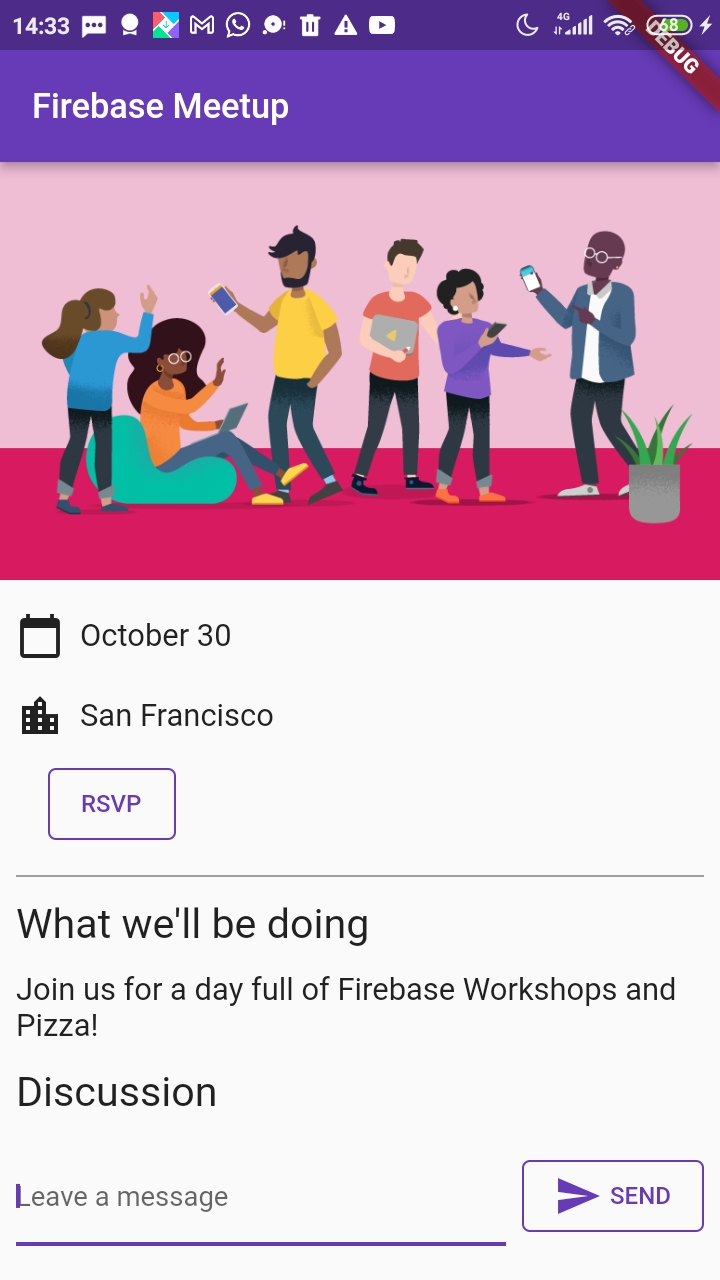 14:33
4G
68
DEBUG
Firebase Meetup
October 30
San Francisco
RSVP
What we'll be doing
Join us for a day full of Firebase Workshops and
Pizza!
Discussion
Leave a message
SEND